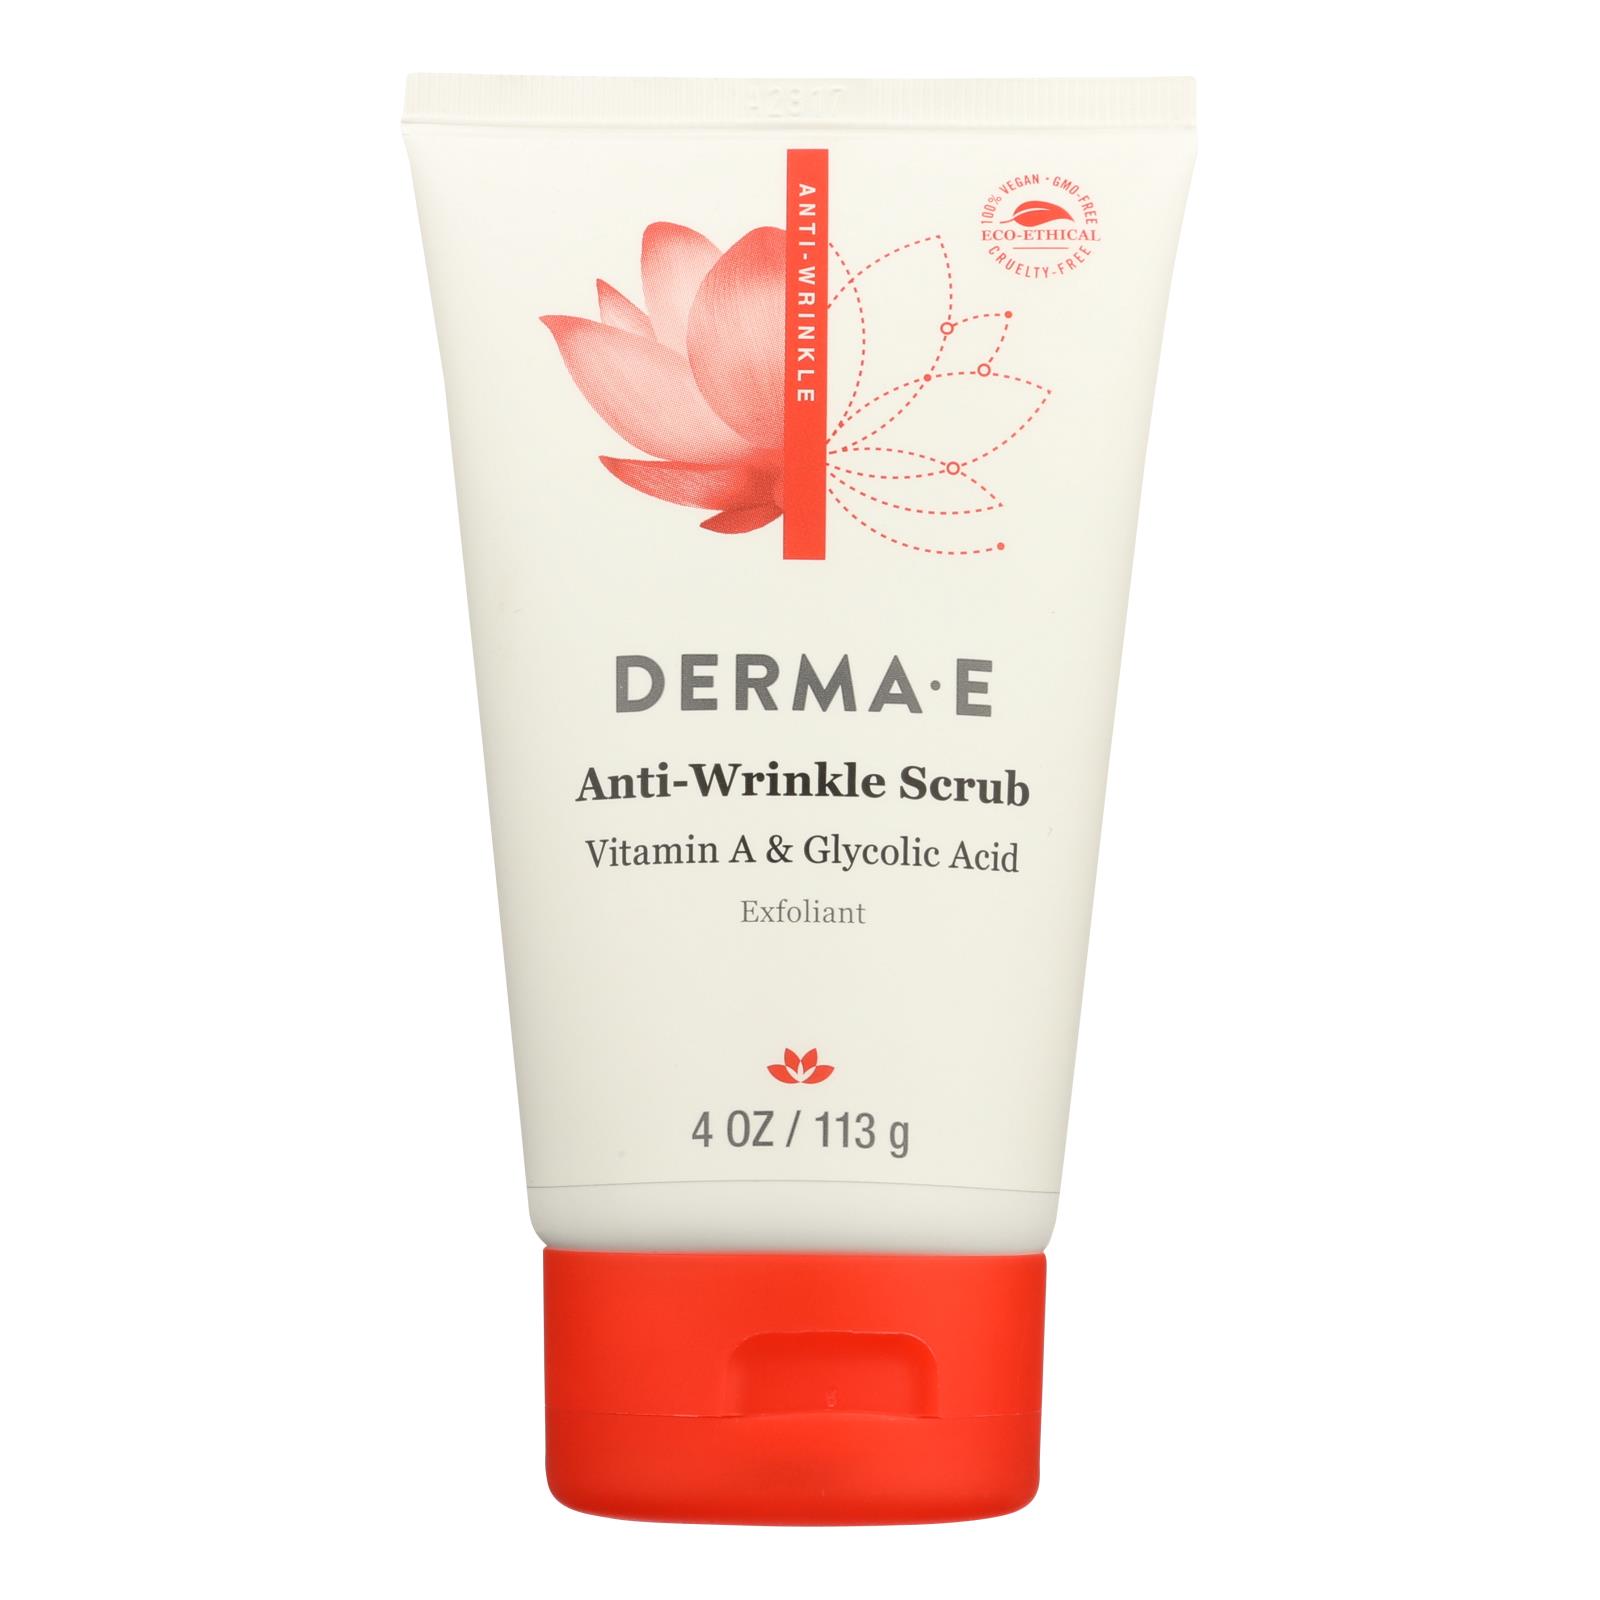 A2817
ANTI-WRINKLE
100% VEGAN • GMO-FREE
ECO-ETHICAL
CRUELTY-FREE
DERMA·E
Anti-Wrinkle Scrub
Vitamin A & Glycolic Acid
Exfoliant
4 OZ / 113 g